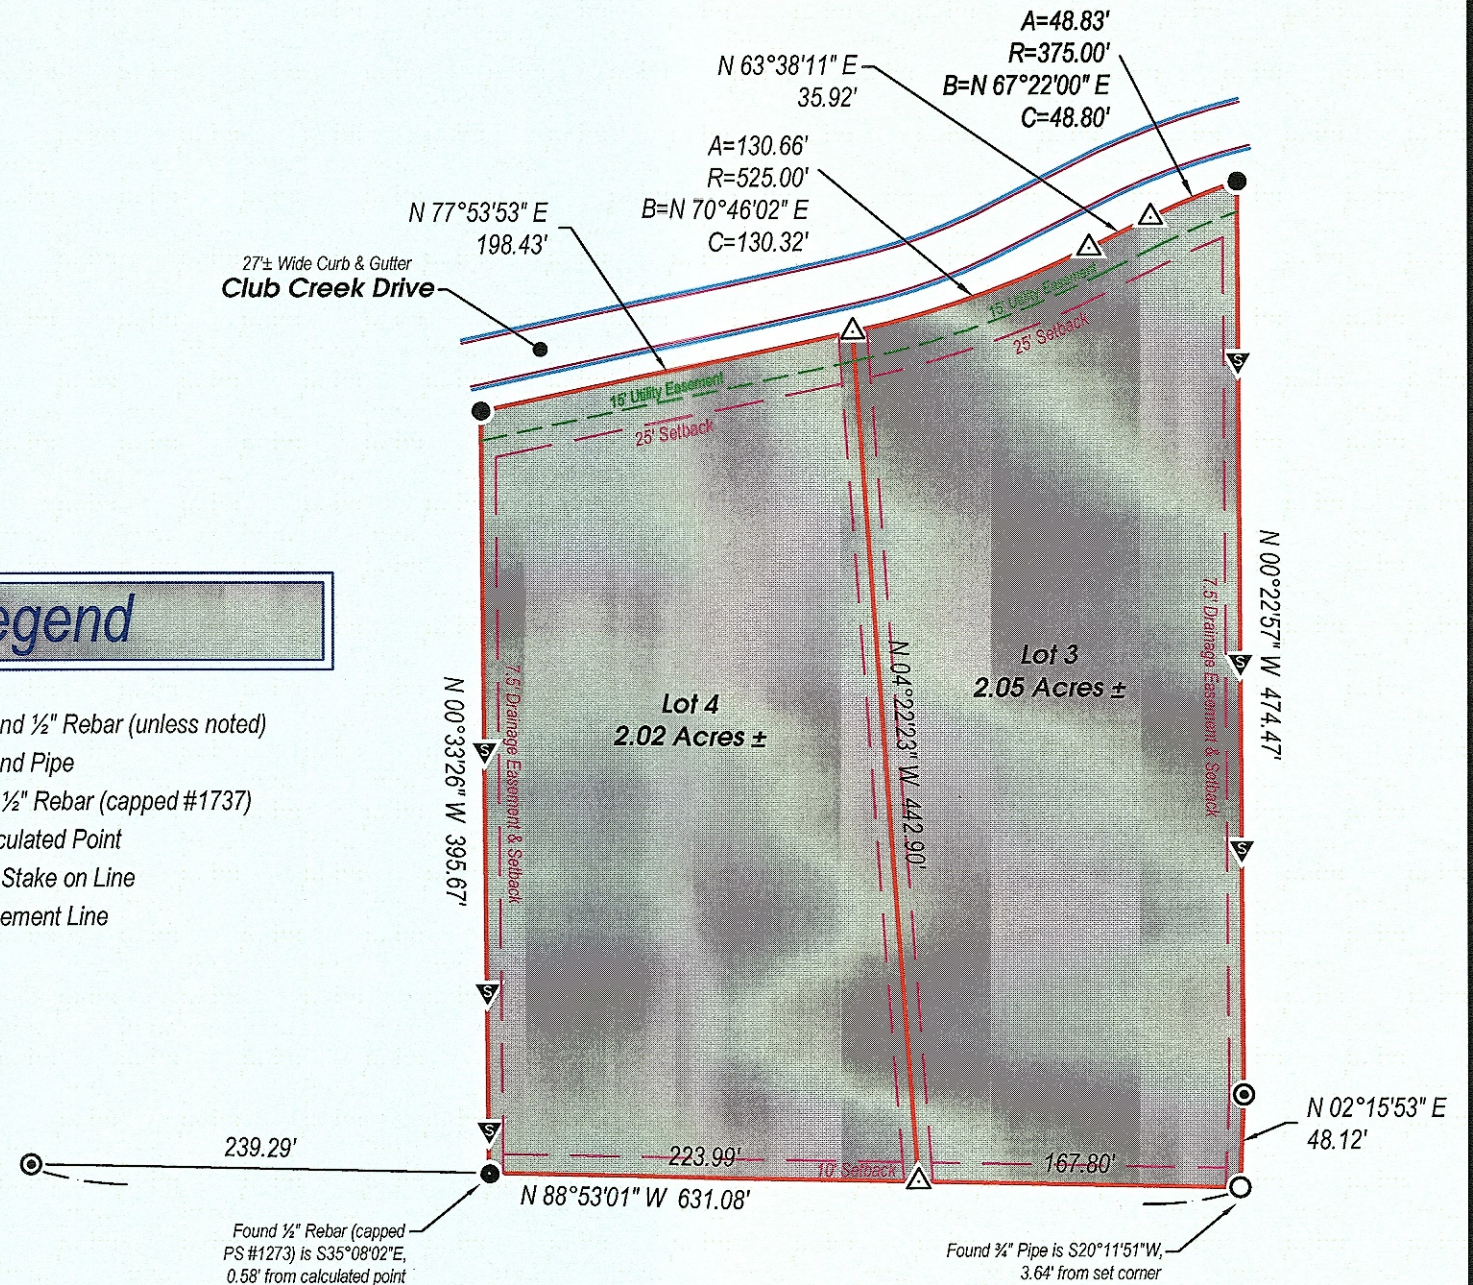 A=48.83'
R=375.00'
B=N 67°22'00" E
C=48.80'
N 63°38'11" E
35.92'
A=130.66'
R=525.00'
B=N 70°46'02" E
C=130.32'
N 77°53'53" E
198.43'
27'± Wide Curb & Gutter
Club Creek Drive
15' Utility Easement
25' Setback
15' Utility Easement
25' Setback
egend
nd ½" Rebar (unless noted)
nd Pipe
½" Rebar (capped #1737)
culated Point
Stake on Line
ement Line
N 00°33'26" W 395.67'
7.5' Drainage Easement & Setback
Lot 4
2.02 Acres ±
N 04°22'23" W 442.90'
Lot 3
2.05 Acres ±
7.5' Drainage Easement & Setback
N 00°22'57" W 474.47'
S
S
S
S
S
S
N 02°15'53" E
48.12'
239.29'
223.99'
10' Setback
167.80'
N 88°53'01" W 631.08'
Found ½" Rebar (capped
PS #1273) is S35°08'02"E,
0.58' from calculated point
Found ¾" Pipe is S20°11'51"W,
3.64' from set corner